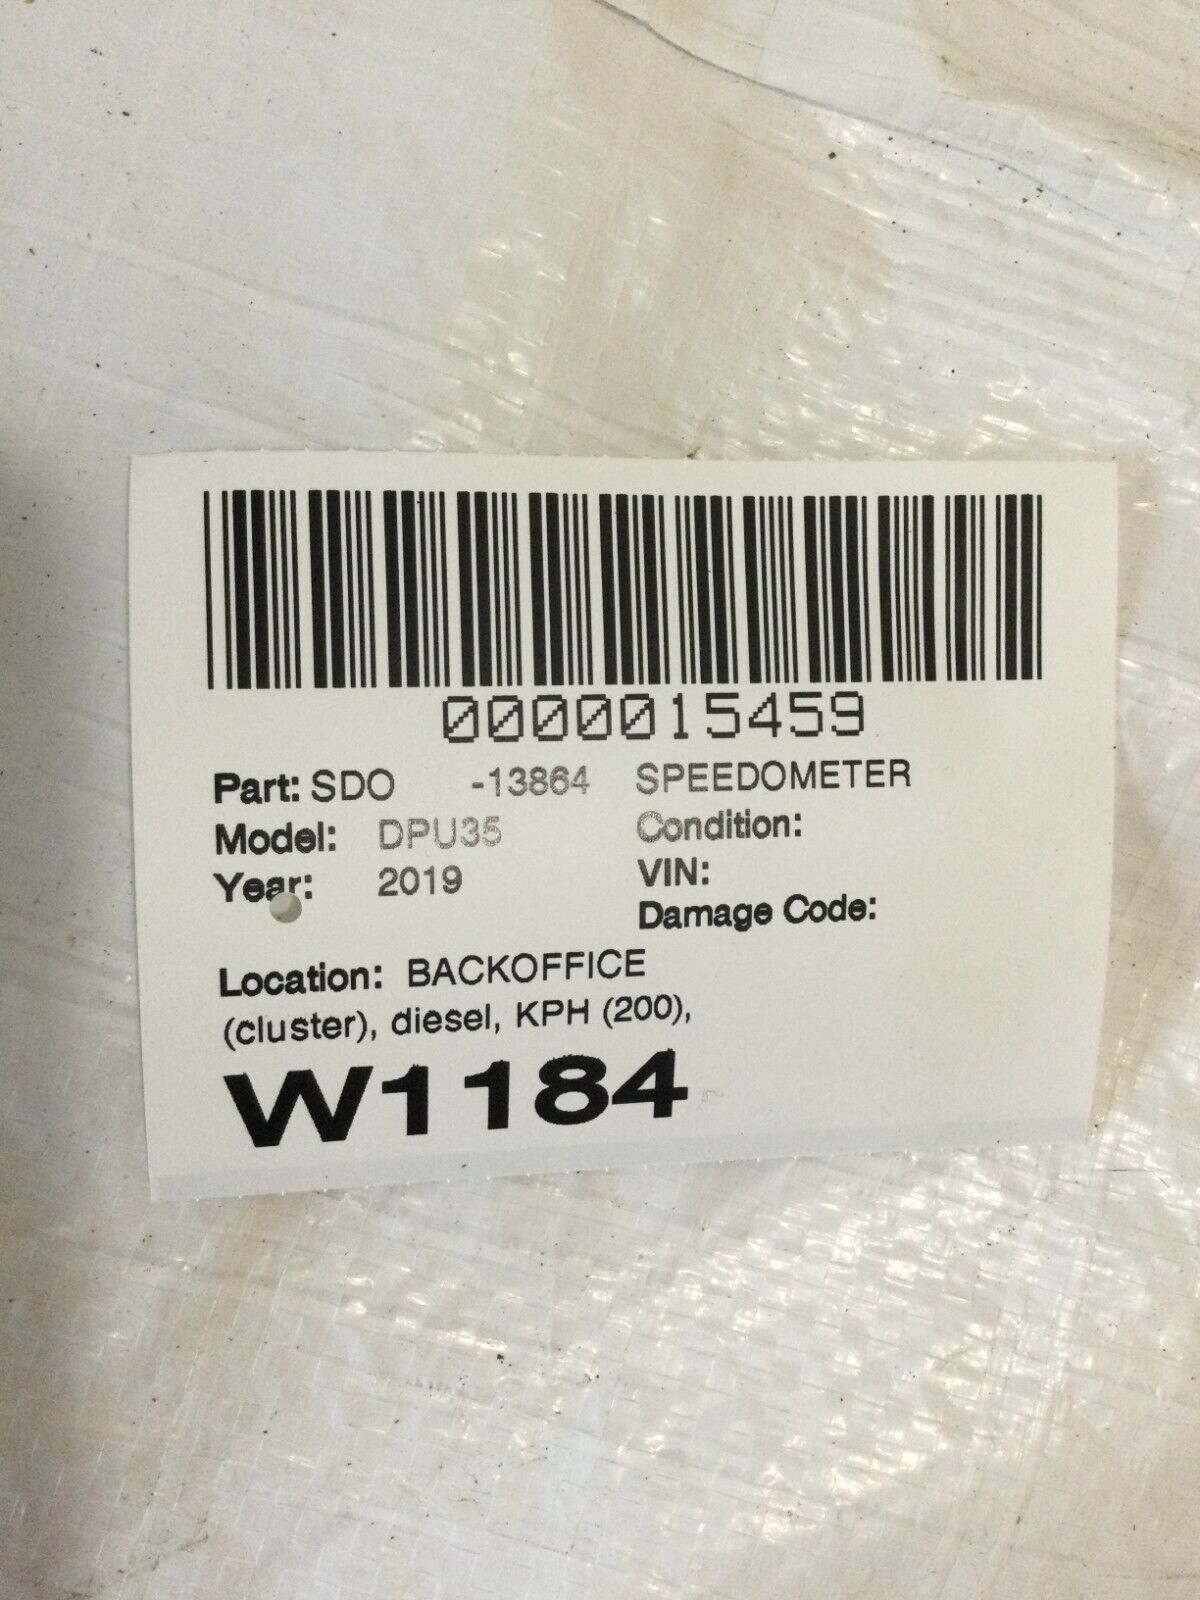 0000015459
Part: SDO -13864 SPEEDOMETER
Model: DPU35 Condition:
Year: 2019 VIN:
Damage Code:
Location: BACKOFFICE
(cluster), diesel, KPH (200),
W1184